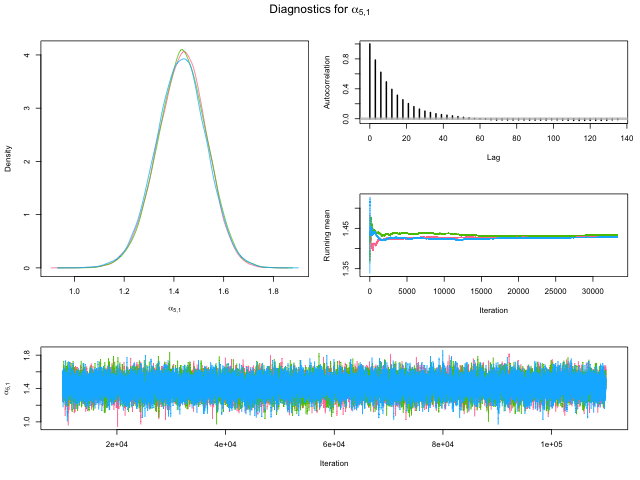 Diagnostics for α5,1
Density
0
1
2
3
4
1.0 1.2 1.4 1.6 1.8
α5,1
Autocorrelation
0.0 0.4 0.8
0 20 40 60 80 100 120 140
Lag
Running mean
1.35 1.45
0 5000 10000 15000 20000 25000 30000
Iteration
α5,1
1.0 1.4 1.8
2e+04 4e+04 6e+04 8e+04 1e+05
Iteration